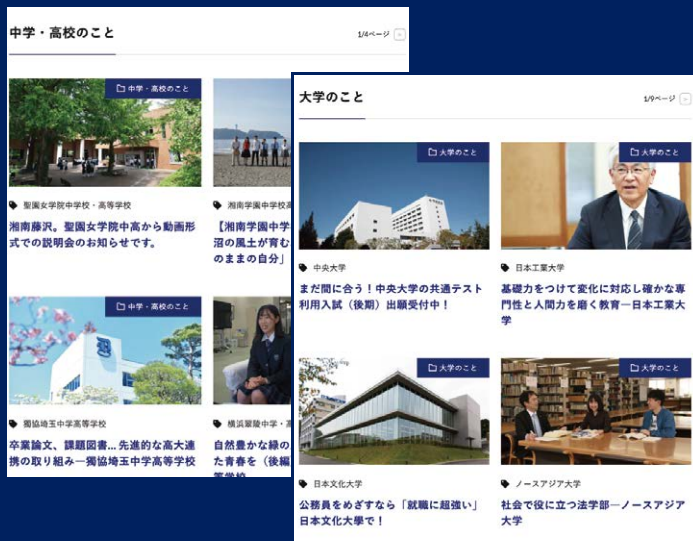 中学・高校のこと
1/4ページ
中学・高校のこと
聖園女学院中学校・高等学校
湘南藤沢。聖園女学院中高から動画形
式での説明会のお知らせです。
湘南学園中学校高
【湘南学園中学
沼の風土が育む
のままの自分」
中学・高校のこと
獨協埼玉中学高等学校
卒業論文、課題図書...先進的な高大連
携の取り組み―獨協埼玉中学高等学校
横浜翠陵中学・高
自然豊かな緑の
た青春を（後編
等学校
大学のこと
1/9ページ
大学のこと
中央大学
まだ間に合う！中央大学の共通テスト
利用入試（後期）出願受付中！
大学のこと
日本工業大学
基礎力をつけて変化に対応し確かな専
門性と人間力を磨く教育―日本工業大
学
大学のこと
日本文化大学
公務員をめざすなら「就職に超強い」
日本文化大學で！
大学のこと
ノースアジア大学
社会で役に立つ法学部―ノースアジア
大学